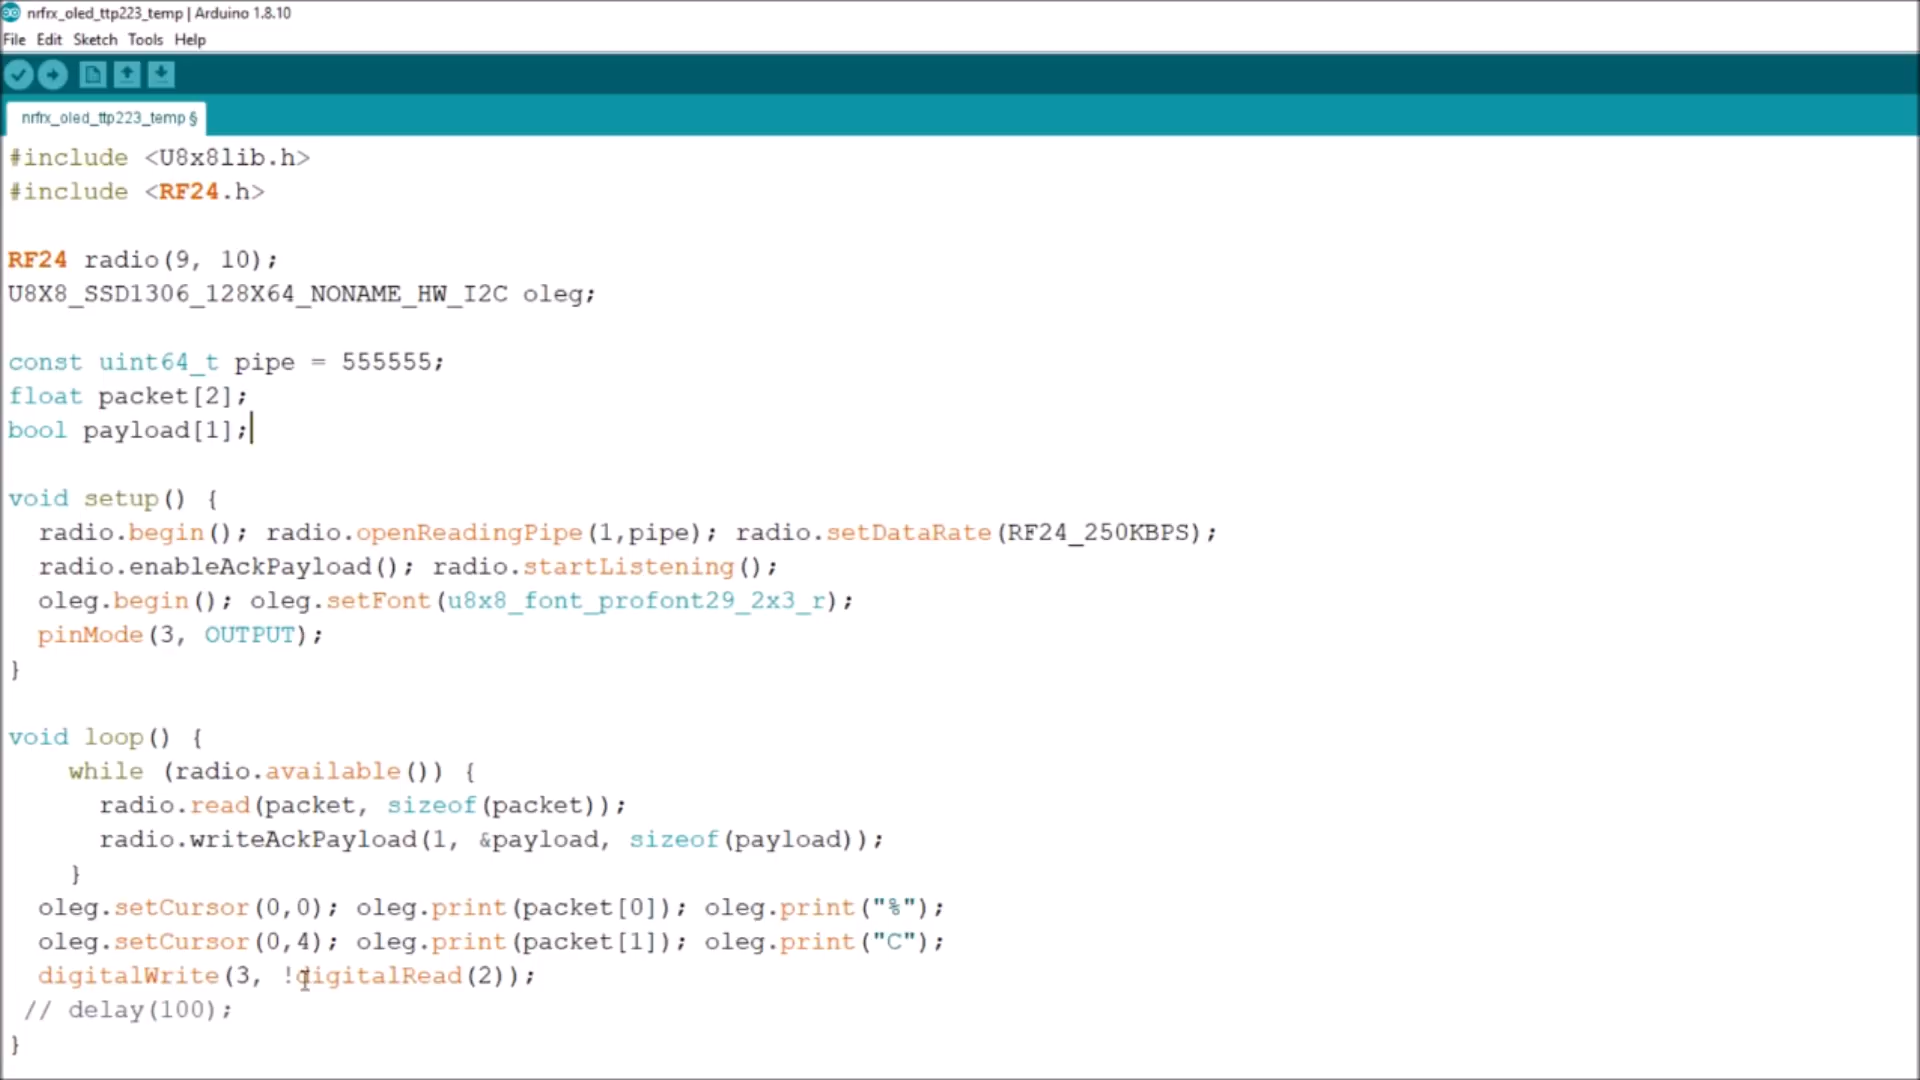 nrfrx_oled_ttp223_temp | Arduino 1.8.10
File Edit Sketch Tools Help
nrfrx_oled_ttp223_temp §
#include <U8x8lib.h>
#include <RF24.h>
RF24 radio(9, 10);
U8X8_SSD1306_128X64_NONAME_HW_I2C oleg;
const uint64_t pipe = 555555;
float packet[2];
bool payload[1];
void setup() {
radio.begin(); radio.openReadingPipe(1,pipe); radio.setDataRate(RF24_250KBPS);
radio.enableAckPayload(); radio.startListening();
oleg.begin(); oleg.setFont(u8x8_font_profont29_2x3_r);
pinMode(3, OUTPUT);
}
void loop() {
while (radio.available()) {
radio.read(packet, sizeof(packet));
radio.writeAckPayload(1, &payload, sizeof(payload));
}
oleg.setCursor(0,0); oleg.print(packet[0]); oleg.print("%");
oleg.setCursor(0,4); oleg.print(packet[1]); oleg.print("C");
digitalWrite(3, !digitalRead(2));
// delay(100);
}